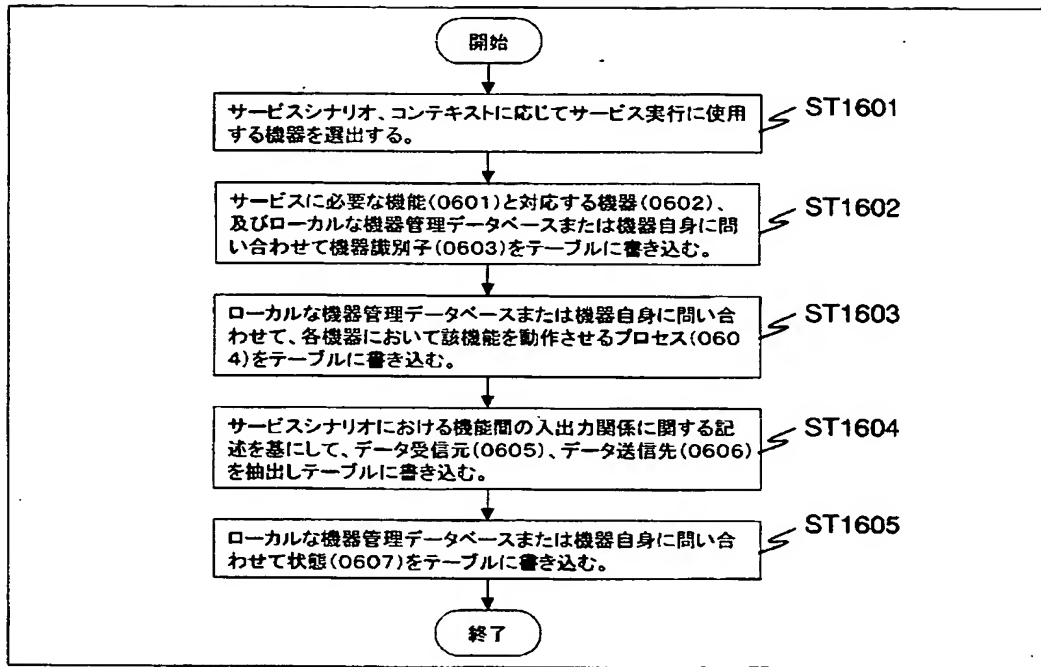 開始
サービスシナリオ、コンテキストに応じてサービス実行に使用
する機器を選出する。
ST1601
サービスに必要な機能(0601)と対応する機器(0602)、
及びローカルな機器管理データベースまたは機器自身に問
い合わせて機器識別子(0603)をテーブルに書き込む。
ST1602
ローカルな機器管理データベースまたは機器自身に問い合
わせて、各機器において該機能を動作させるプロセス(060
4)をテーブルに書き込む。
ST1603
サービスシナリオにおける機能間の入出力関係に関する記
述を基にして、データ受信元(0605)、データ送信先(0606)
を抽出しテーブルに書き込む。
ST1604
ローカルな機器管理データベースまたは機器自身に問い合
わせて状態(0607)をテーブルに書き込む。
ST1605
終了